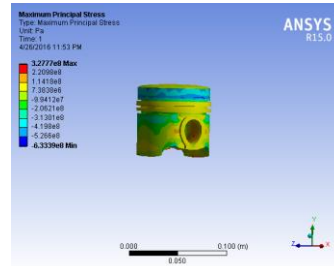 Maximum Principal Stress
Type: Maximum Principal Stress
Unit: Pa
Time: 1
4/28/2016 11:53 PM
3.2777e8 Max
2.2098e8
1.1418e8
7.3838e6
-9.9412e7
-2.0621e8
-3.1301e8
-4.198e8
-5.266e8
-6.3339e8 Min
ANSYS
R15.0
0.000
0.100 (m)
0.050
Y
Z
X